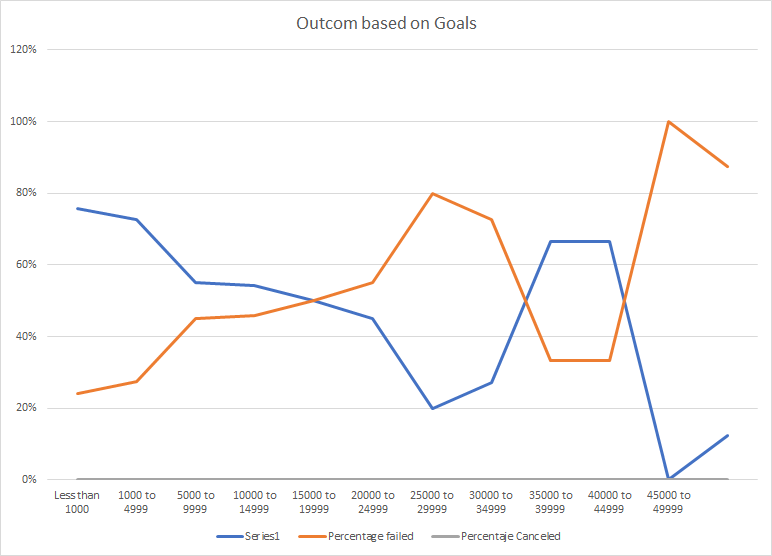 Outcom based on Goals
120%
100%
80%
60%
40%
20%
0%
Less than 1000 to 5000 to 10000 to 15000 to 20000 to 25000 to 30000 to 35000 to 40000 to 45000 to
1000 4999 9999 14999 19999 24999 29999 34999 39999 44999 49999
Series1 Percentage failed Percentaje Canceled